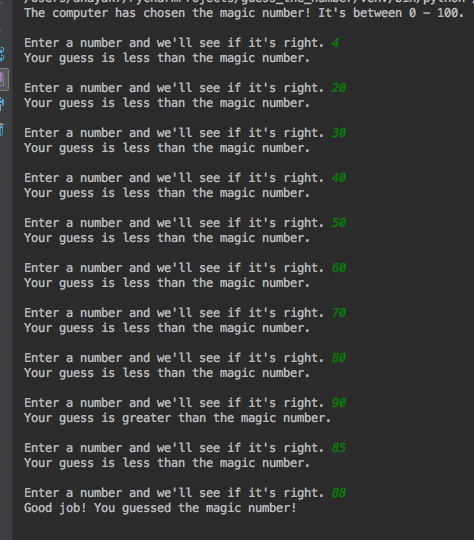 The computer has chosen the magic number! It's between 0 - 100.
Enter a number and we'll see if it's right. 4
Your guess is less than the magic number.
Enter a number and we'll see if it's right. 20
Your guess is less than the magic number.
Enter a number and we'll see if it's right. 30
Your guess is less than the magic number.
Enter a number and we'll see if it's right. 40
Your guess is less than the magic number.
Enter a number and we'll see if it's right. 50
Your guess is less than the magic number.
Enter a number and we'll see if it's right. 60
Your guess is less than the magic number.
Enter a number and we'll see if it's right. 70
Your guess is less than the magic number.
Enter a number and we'll see if it's right. 80
Your guess is less than the magic number.
Enter a number and we'll see if it's right. 90
Your guess is greater than the magic number.
Enter a number and we'll see if it's right. 85
Your guess is less than the magic number.
Enter a number and we'll see if it's right. 88
Good job! You guessed the magic number!